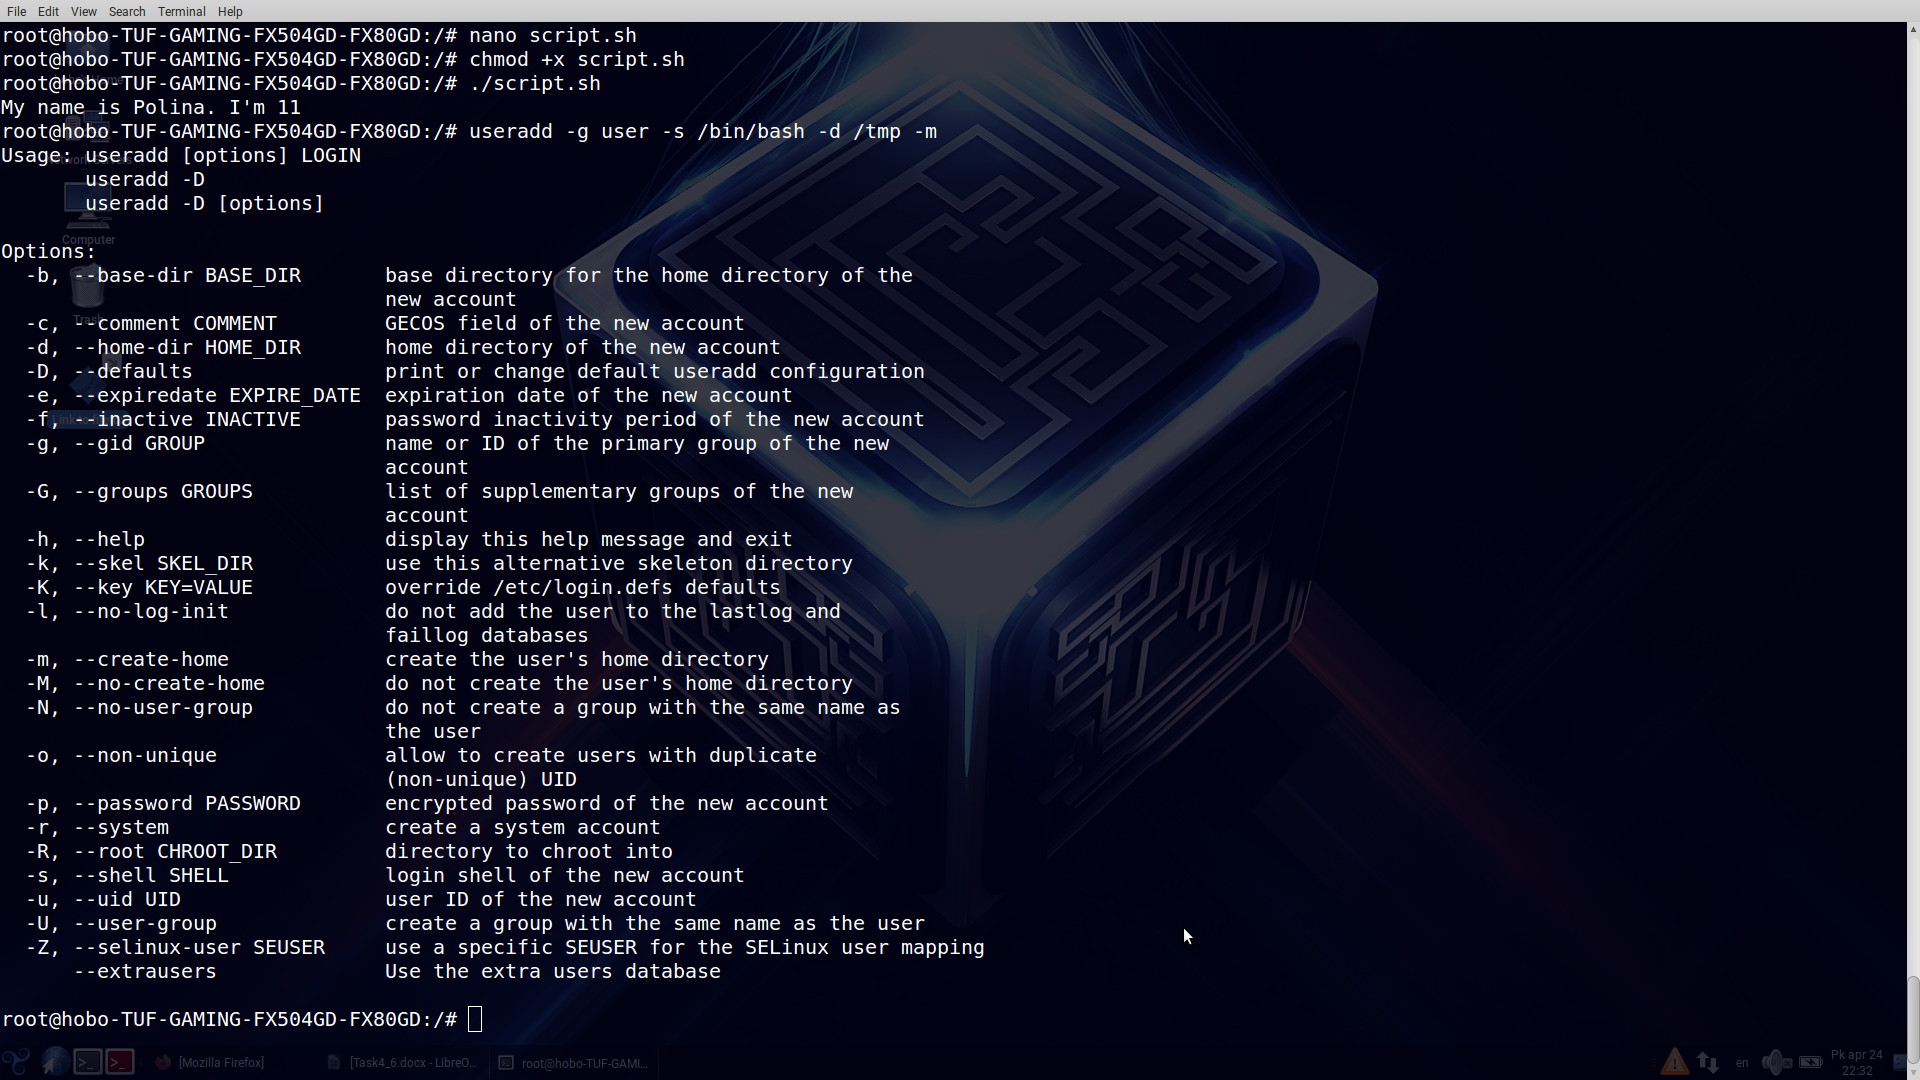 File Edit View Search Terminal Help
root@hobo-TUF-GAMING-FX504GD-FX80GD:/# nano script.sh
root@hobo-TUF-GAMING-FX504GD-FX80GD:/# chmod +x script.sh
root@hobo-TUF-GAMING-FX504GD-FX80GD:/# ./script.sh
My name is Polina. I'm 11
root@hobo-TUF-GAMING-FX504GD-FX80GD:/# useradd -g user -s /bin/bash -d /tmp -m
Usage: useradd [options] LOGIN
       useradd -D
       useradd -D [options]
Computer
Options:
  -b, --base-dir BASE_DIR       base directory for the home directory of the
                                new account
Trash
  -c, --comment COMMENT         GECOS field of the new account
  -d, --home-dir HOME_DIR       home directory of the new account
  -D, --defaults                print or change default useradd configuration
  -e, --expiredate EXPIRE_DATE  expiration date of the new account
  -f, --inactive INACTIVE       password inactivity period of the new account
  -g, --gid GROUP               name or ID of the primary group of the new
                                account
  -G, --groups GROUPS           list of supplementary groups of the new
                                account
  -h, --help                    display this help message and exit
  -k, --skel SKEL_DIR           use this alternative skeleton directory
  -K, --key KEY=VALUE           override /etc/login.defs defaults
  -l, --no-log-init             do not add the user to the lastlog and
                                faillog databases
  -m, --create-home             create the user's home directory
  -M, --no-create-home          do not create the user's home directory
  -N, --no-user-group           do not create a group with the same name as
                                the user
  -o, --non-unique              allow to create users with duplicate
                                (non-unique) UID
  -p, --password PASSWORD       encrypted password of the new account
  -r, --system                  create a system account
  -R, --root CHROOT_DIR         directory to chroot into
  -s, --shell SHELL             login shell of the new account
  -u, --uid UID                 user ID of the new account
  -U, --user-group              create a group with the same name as the user
  -Z, --selinux-user SEUSER     use a specific SEUSER for the SELinux user mapping
      --extrausers              Use the extra users database
root@hobo-TUF-GAMING-FX504GD-FX80GD:/#
[Mozilla Firefox] [Task4_6.docx - LibreO... root@hobo-TUF-GAMI... en Pk apr 24
22:32